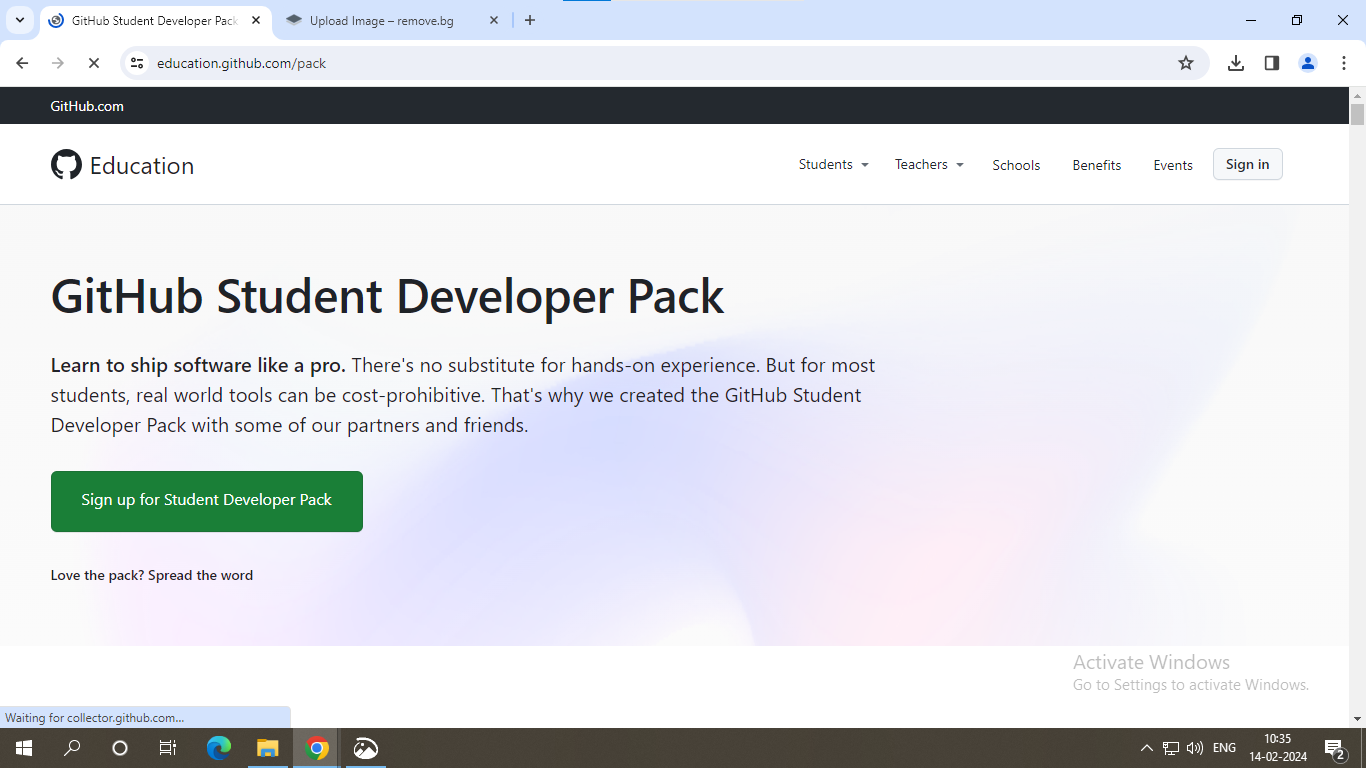 GitHub Student Developer Pack
Upload Image – remove.bg
education.github.com/pack
GitHub.com
Education
Students
Teachers
Schools
Benefits
Events
Sign in
GitHub Student Developer Pack
Learn to ship software like a pro. There's no substitute for hands-on experience. But for most
students, real world tools can be cost-prohibitive. That's why we created the GitHub Student
Developer Pack with some of our partners and friends.
Sign up for Student Developer Pack
Love the pack? Spread the word
Activate Windows
Go to Settings to activate Windows.
Waiting for collector.github.com...
ENG
10:35
14-02-2024
2